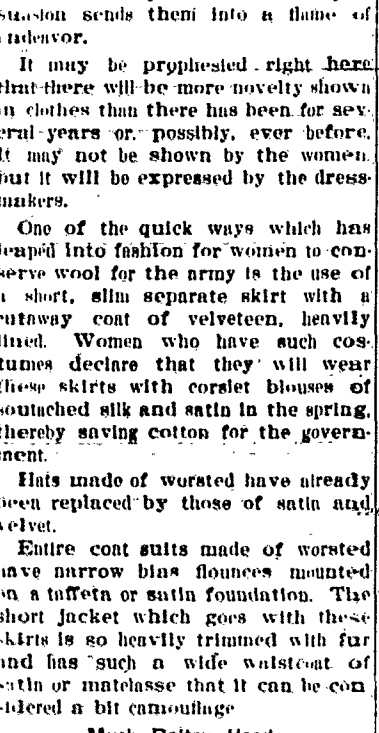 suasion sends them into a flame of
endeavor.
It may be prophesied right here
that there will be more novelty shown
in clothes than there has been for sev-
eral years or, possibly, ever before.
It may not be shown by the women,
but it will be expressed by the dress-
makers.
One of the quick ways which has
leaped into fashion for women to con-
serve wool for the army is the use of
a short, slim separate skirt with a
cutaway coat of velveteen, heavily
lined. Women who have such cos-
tumes declare that they will wear
these skirts with corslet blouses of
soutached silk and satin in the spring,
thereby saving cotton for the govern-
ment.
Hats made of worsted have already
been replaced by those of satin and
velvet.
Entire coat suits made of worsted
have narrow bias flounces mounted
on a taffeta or satin foundation. The
short jacket which goes with these
skirts is so heavily trimmed with fur
and has such a wide waistcoat of
satin or matelasse that it can be con
sidered a bit camouflage